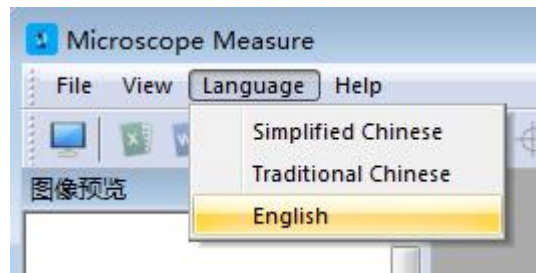 Microscope Measure
File View Language Help
Simplified Chinese
Traditional Chinese
图像预览
English